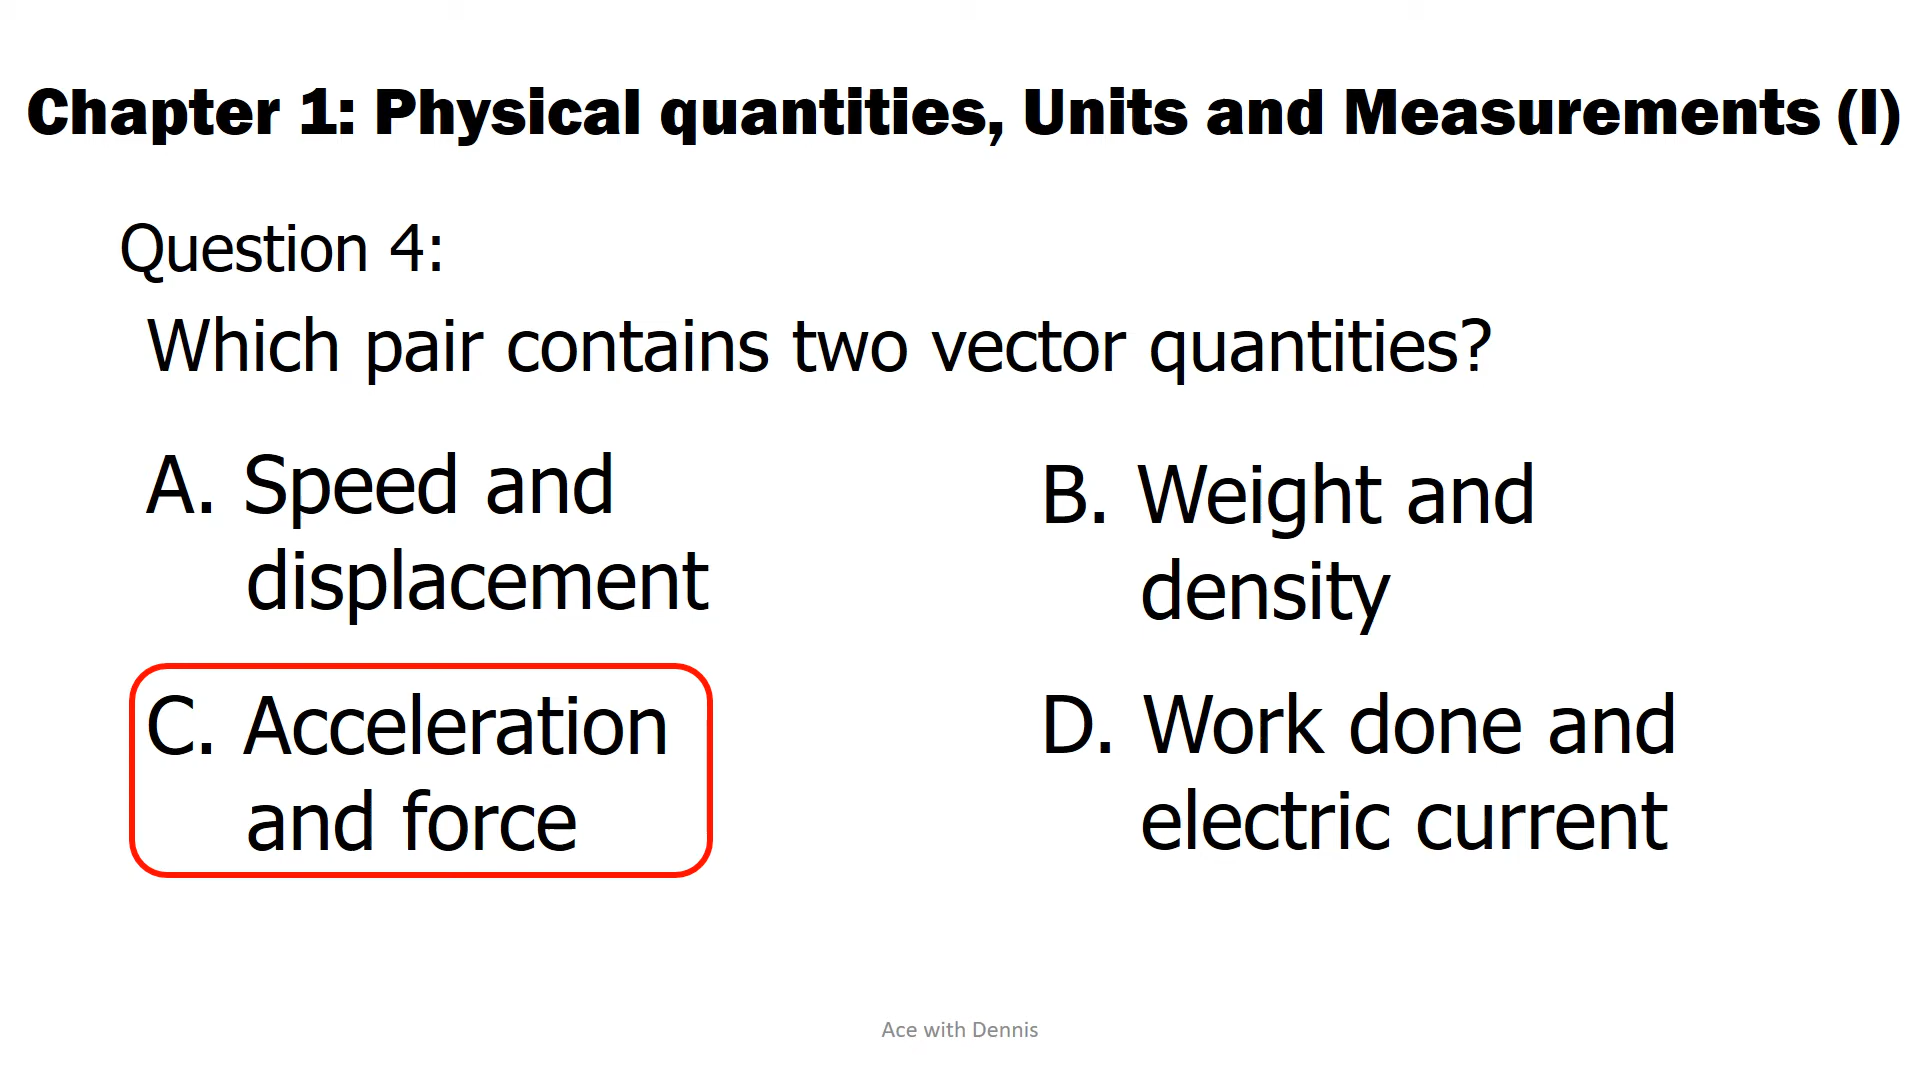 Chapter 1: Physical quantities, Units and Measurements (I)
Question 4:
Which pair contains two vector quantities?
A. Speed and
displacement
B. Weight and
density
C. Acceleration
and force
D. Work done and
electric current
Ace with Dennis